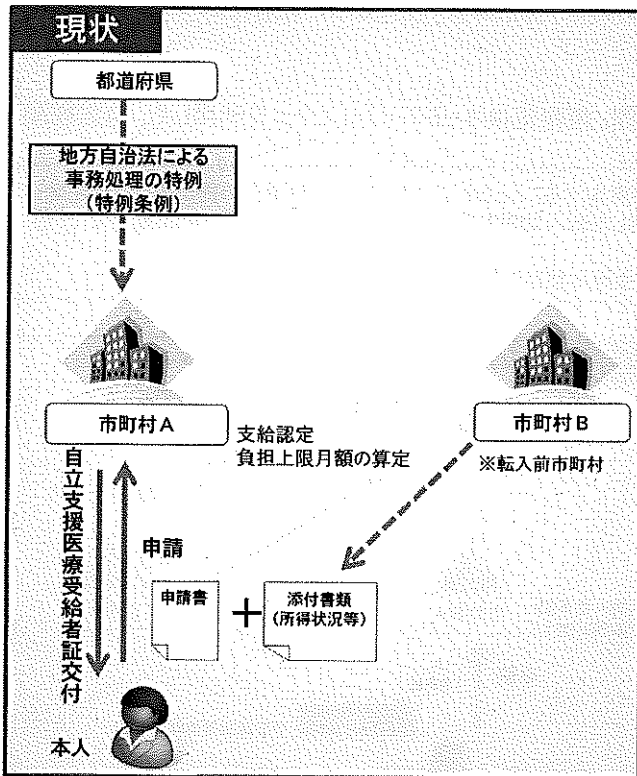 現状
都道府県
地方自治法による
事務処理の特例
(特例条例)
市町村A
支給認定
負担上限月額の算定
市町村B
※転入前市町村
自立支援医療受給者証交付
申請
申請書
+
添付書類
(所得状況等)
本人